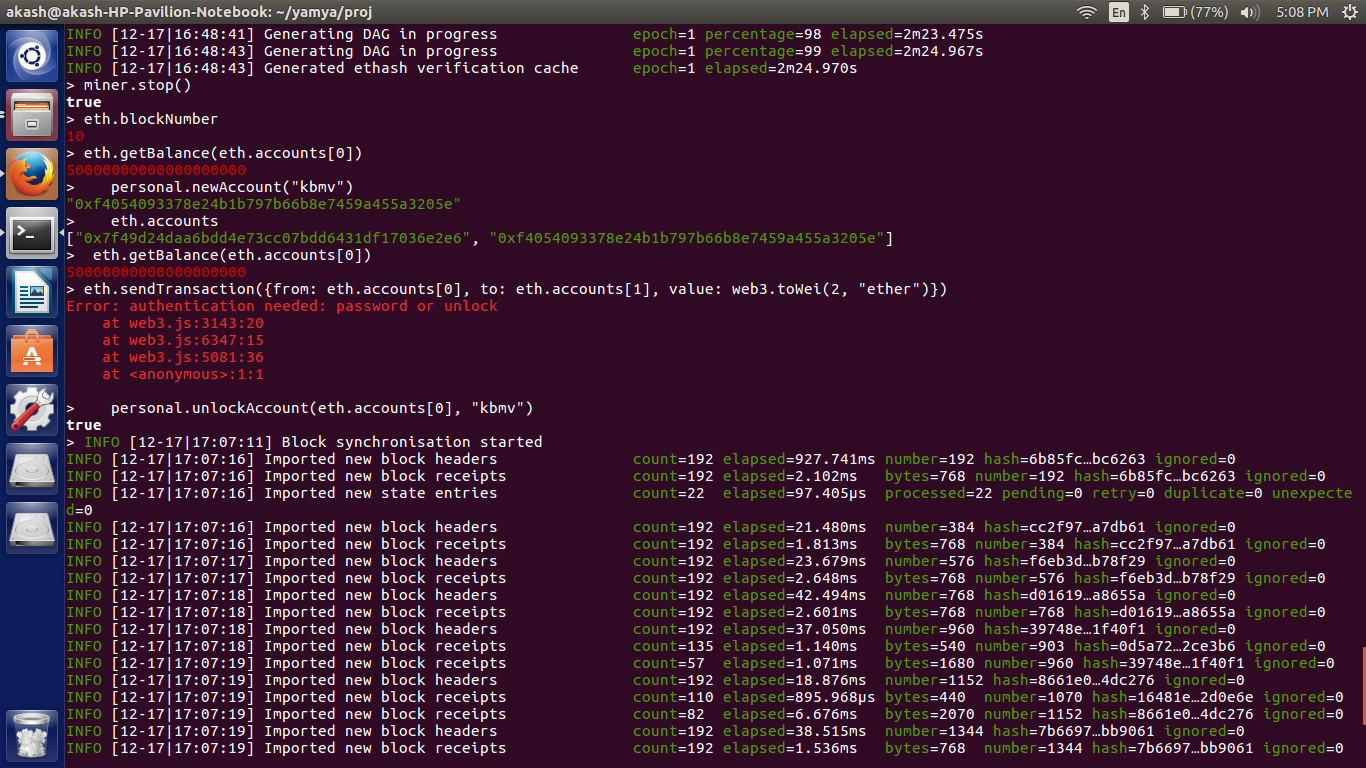 akash@akash-HP-Pavilion-Notebook: ~/yamya/proj En (77%) 5:08 PM
INFO [12-17|16:48:41] Generating DAG in progress epoch=1 percentage=98 elapsed=2m23.475s
INFO [12-17|16:48:43] Generating DAG in progress epoch=1 percentage=99 elapsed=2m24.967s
INFO [12-17|16:48:43] Generated ethash verification cache epoch=1 elapsed=2m24.970s
> miner.stop()
true
> eth.blockNumber
10
> eth.getBalance(eth.accounts[0])
50000000000000000000
> personal.newAccount("kbmv")
"0xf4054093378e24b1b797b66b8e7459a455a3205e"
> eth.accounts
["0x7f49d24daa6bdd4e73cc07bdd6431df17036e2e6", "0xf4054093378e24b1b797b66b8e7459a455a3205e"]
> eth.getBalance(eth.accounts[0])
50000000000000000000
> eth.sendTransaction({from: eth.accounts[0], to: eth.accounts[1], value: web3.toWei(2, "ether")})
Error: authentication needed: password or unlock
at web3.js:3143:20
at web3.js:6347:15
at web3.js:5081:36
at <anonymous>:1:1
> personal.unlockAccount(eth.accounts[0], "kbmv")
true
> INFO [12-17|17:07:11] Block synchronisation started
INFO [12-17|17:07:16] Imported new block headers count=192 elapsed=927.741ms number=192 hash=6b85fc…bc6263 ignored=0
INFO [12-17|17:07:16] Imported new block receipts count=192 elapsed=2.102ms bytes=768 number=192 hash=6b85fc…bc6263 ignored=0
INFO [12-17|17:07:16] Imported new state entries count=22 elapsed=97.405µs processed=22 pending=0 retry=0 duplicate=0 unexpecte
d=0
INFO [12-17|17:07:16] Imported new block headers count=192 elapsed=21.480ms number=384 hash=cc2f97…a7db61 ignored=0
INFO [12-17|17:07:16] Imported new block receipts count=192 elapsed=1.813ms bytes=768 number=384 hash=cc2f97…a7db61 ignored=0
INFO [12-17|17:07:17] Imported new block headers count=192 elapsed=23.679ms number=576 hash=f6eb3d…b78f29 ignored=0
INFO [12-17|17:07:17] Imported new block receipts count=192 elapsed=2.648ms bytes=768 number=576 hash=f6eb3d…b78f29 ignored=0
INFO [12-17|17:07:18] Imported new block headers count=192 elapsed=42.494ms number=768 hash=d01619…a8655a ignored=0
INFO [12-17|17:07:18] Imported new block receipts count=192 elapsed=2.601ms bytes=768 number=768 hash=d01619…a8655a ignored=0
INFO [12-17|17:07:18] Imported new block headers count=192 elapsed=37.050ms number=960 hash=39748e…1f40f1 ignored=0
INFO [12-17|17:07:18] Imported new block receipts count=135 elapsed=1.140ms bytes=540 number=903 hash=0d5a72…2ce3b6 ignored=0
INFO [12-17|17:07:19] Imported new block receipts count=57 elapsed=1.071ms bytes=1680 number=960 hash=39748e…1f40f1 ignored=0
INFO [12-17|17:07:19] Imported new block headers count=192 elapsed=18.876ms number=1152 hash=8661e0…4dc276 ignored=0
INFO [12-17|17:07:19] Imported new block receipts count=110 elapsed=895.968µs bytes=440 number=1070 hash=16481e…2d0e6e ignored=0
INFO [12-17|17:07:19] Imported new block receipts count=82 elapsed=6.676ms bytes=2070 number=1152 hash=8661e0…4dc276 ignored=0
INFO [12-17|17:07:19] Imported new block headers count=192 elapsed=38.515ms number=1344 hash=7b6697…bb9061 ignored=0
INFO [12-17|17:07:19] Imported new block receipts count=192 elapsed=1.536ms bytes=768 number=1344 hash=7b6697…bb9061 ignored=0